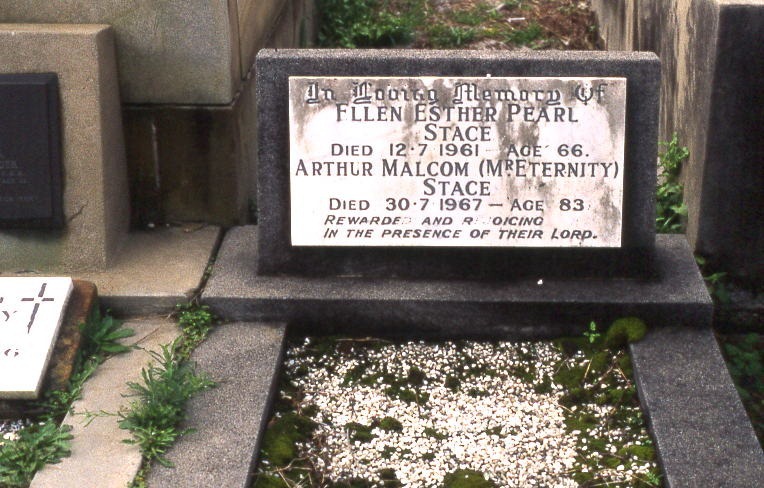 In Loving Memory Of
ELLEN ESTHER PEARL
STACE
DIED 12·7·1961 AGE 66.
ARTHUR MALCOM (MR ETERNITY)
STACE
DIED 30·7·1967 — AGE 83
REWARDED AND REJOICING
IN THE PRESENCE OF THEIR LORD.
Y
6